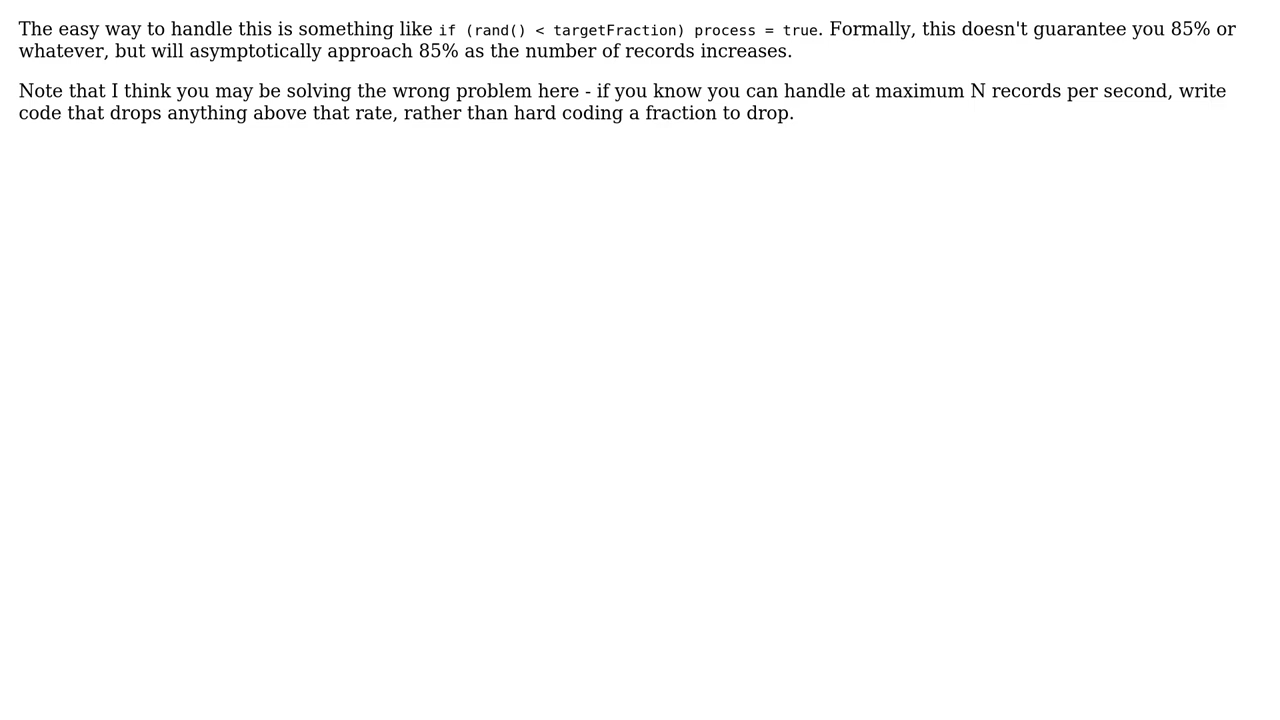 The easy way to handle this is something like if (rand() < targetFraction) process = true. Formally, this doesn't guarantee you 85% or
whatever, but will asymptotically approach 85% as the number of records increases.
Note that I think you may be solving the wrong problem here - if you know you can handle at maximum N records per second, write
code that drops anything above that rate, rather than hard coding a fraction to drop.